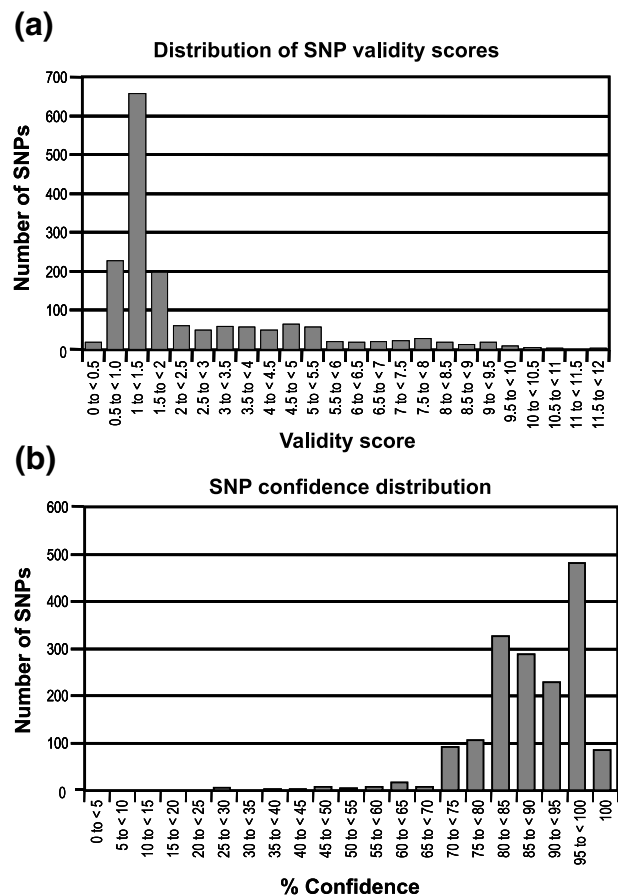 (a)
Distribution of SNP validity scores
Number of SNPs
700
600
500
400
300
200
100
0
0 to < 0.5
0.5 to < 1.0
1 to < 1.5
1.5 to < 2
2 to < 2.5
2.5 to < 3
3 to < 3.5
3.5 to < 4
4 to < 4.5
4.5 to < 5
5 to < 5.5
5.5 to < 6
6 to < 6.5
6.5 to < 7
7 to < 7.5
7.5 to < 8
8 to < 8.5
8.5 to < 9
9 to < 9.5
9.5 to < 10
10 to < 10.5
10.5 to < 11
11 to < 11.5
11.5 to < 12
Validity score
(b)
SNP confidence distribution
Number of SNPs
600
500
400
300
200
100
0
0 to < 5
5 to < 10
10 to < 15
15 to < 20
20 to < 25
25 to < 30
30 to < 35
35 to < 40
40 to < 45
45 to < 50
50 to < 55
55 to < 60
60 to < 65
65 to < 70
70 to < 75
75 to < 80
80 to < 85
85 to < 90
90 to < 95
95 to < 100
100
% Confidence